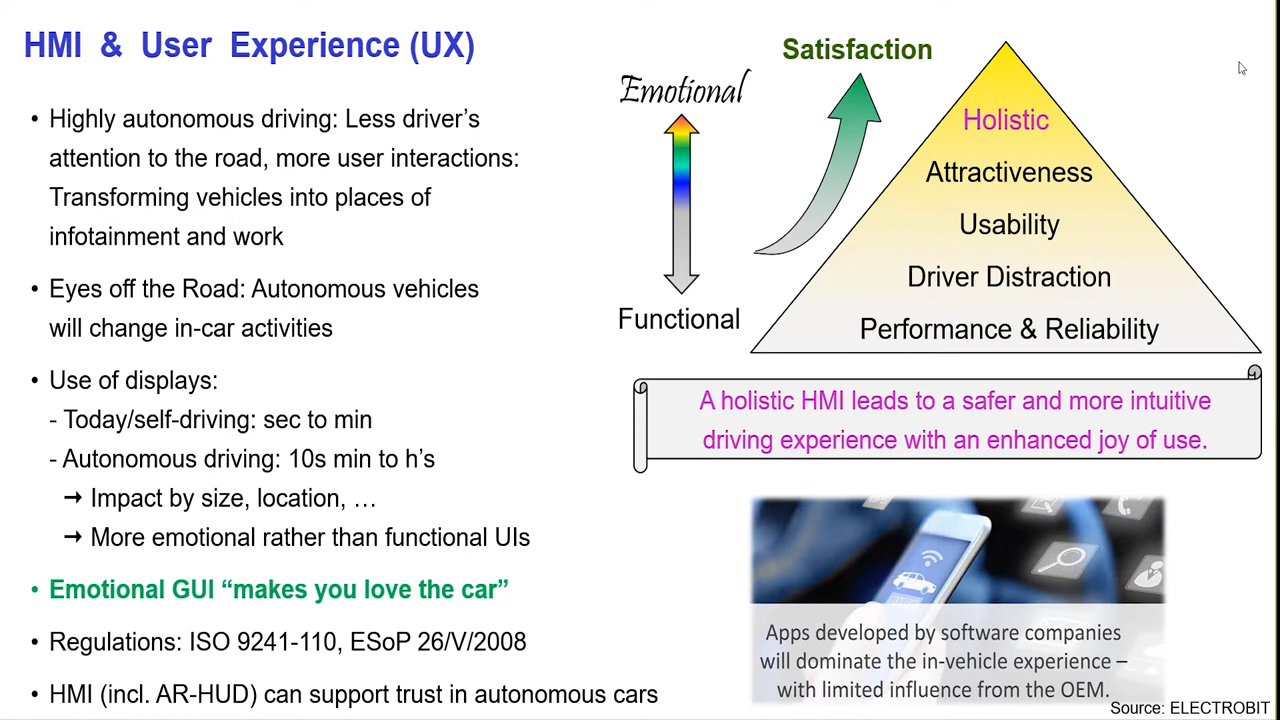 HMI & User Experience (UX)
• Highly autonomous driving: Less driver’s
attention to the road, more user interactions:
Transforming vehicles into places of
infotainment and work
• Eyes off the Road: Autonomous vehicles
will change in-car activities
• Use of displays:
- Today/self-driving: sec to min
- Autonomous driving: 10s min to h’s
→ Impact by size, location, …
→ More emotional rather than functional UIs
• Emotional GUI “makes you love the car”
• Regulations: ISO 9241-110, ESoP 26/V/2008
• HMI (incl. AR-HUD) can support trust in autonomous cars
Satisfaction
Emotional
Functional
Holistic
Attractiveness
Usability
Driver Distraction
Performance & Reliability
A holistic HMI leads to a safer and more intuitive
driving experience with an enhanced joy of use.
Apps developed by software companies
will dominate the in-vehicle experience –
with limited influence from the OEM.
Source: ELECTROBIT